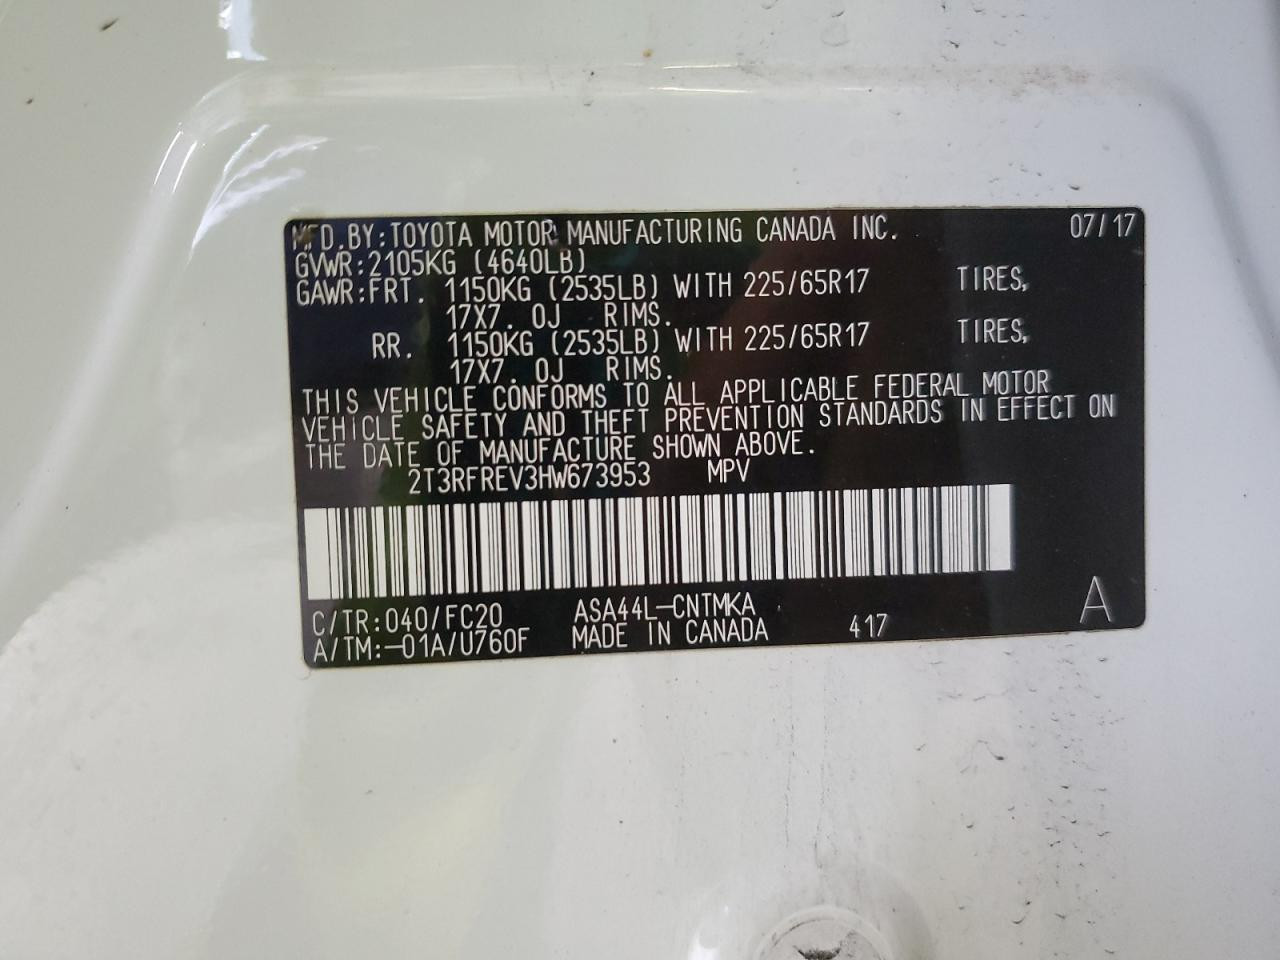 MFD.BY:TOYOTA MOTOR MANUFACTURING CANADA INC. 07/17
GVWR:2105KG (4640LB)
GAWR:FRT. 1150KG (2535LB) WITH 225/65R17 TIRES,
17X7.0J RIMS.
RR. 1150KG (2535LB) WITH 225/65R17 TIRES,
17X7.0J RIMS.
THIS VEHICLE CONFORMS TO ALL APPLICABLE FEDERAL MOTOR
VEHICLE SAFETY AND THEFT PREVENTION STANDARDS IN EFFECT ON
THE DATE OF MANUFACTURE SHOWN ABOVE.
2T3RFREV3HW673953 MPV
C/TR:040/FC20 ASA44L-CNTMKA A
A/TM:-01A/U760F MADE IN CANADA 417